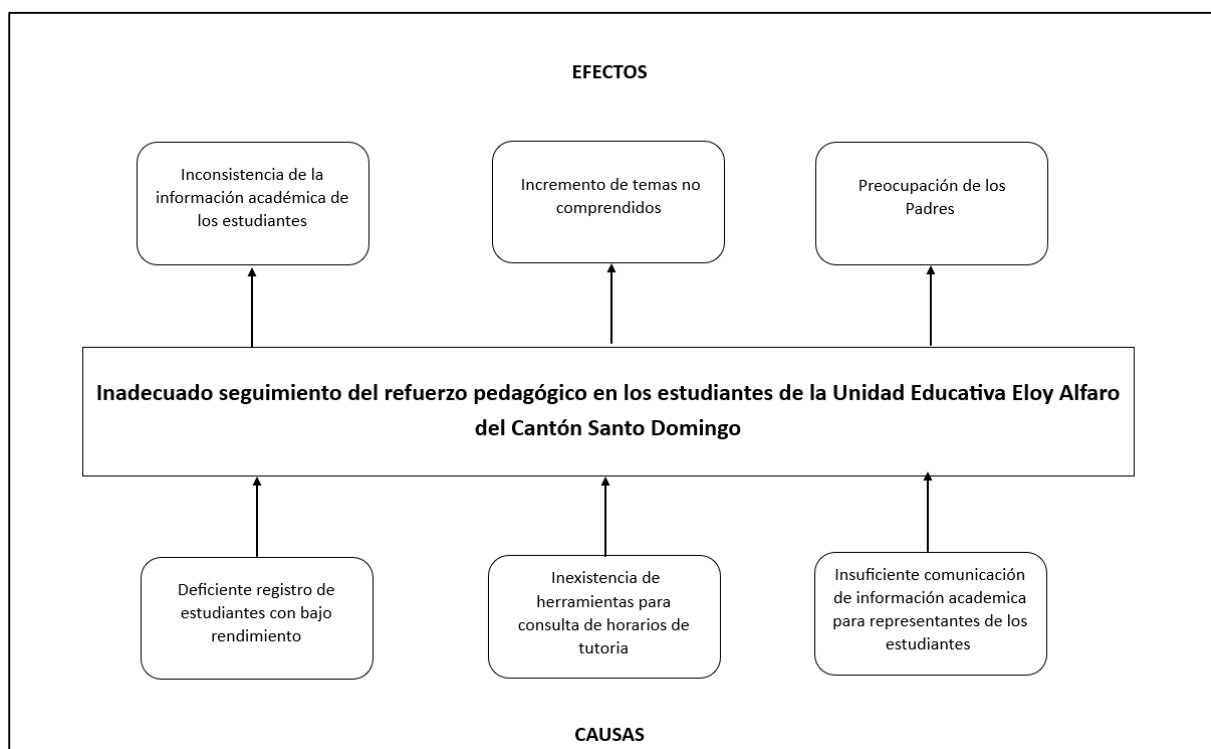 EFECTOS
Inconsistencia de la
información académica de
los estudiantes
Incremento de temas no
comprendidos
Preocupación de los
Padres
Inadecuado seguimiento del refuerzo pedagógico en los estudiantes de la Unidad Educativa Eloy Alfaro
del Cantón Santo Domingo
Deficiente registro de
estudiantes con bajo
rendimiento
Inexistencia de
herramientas para
consulta de horarios de
tutoria
Insuficiente comunicación
de información academica
para representantes de los
estudiantes
CAUSAS